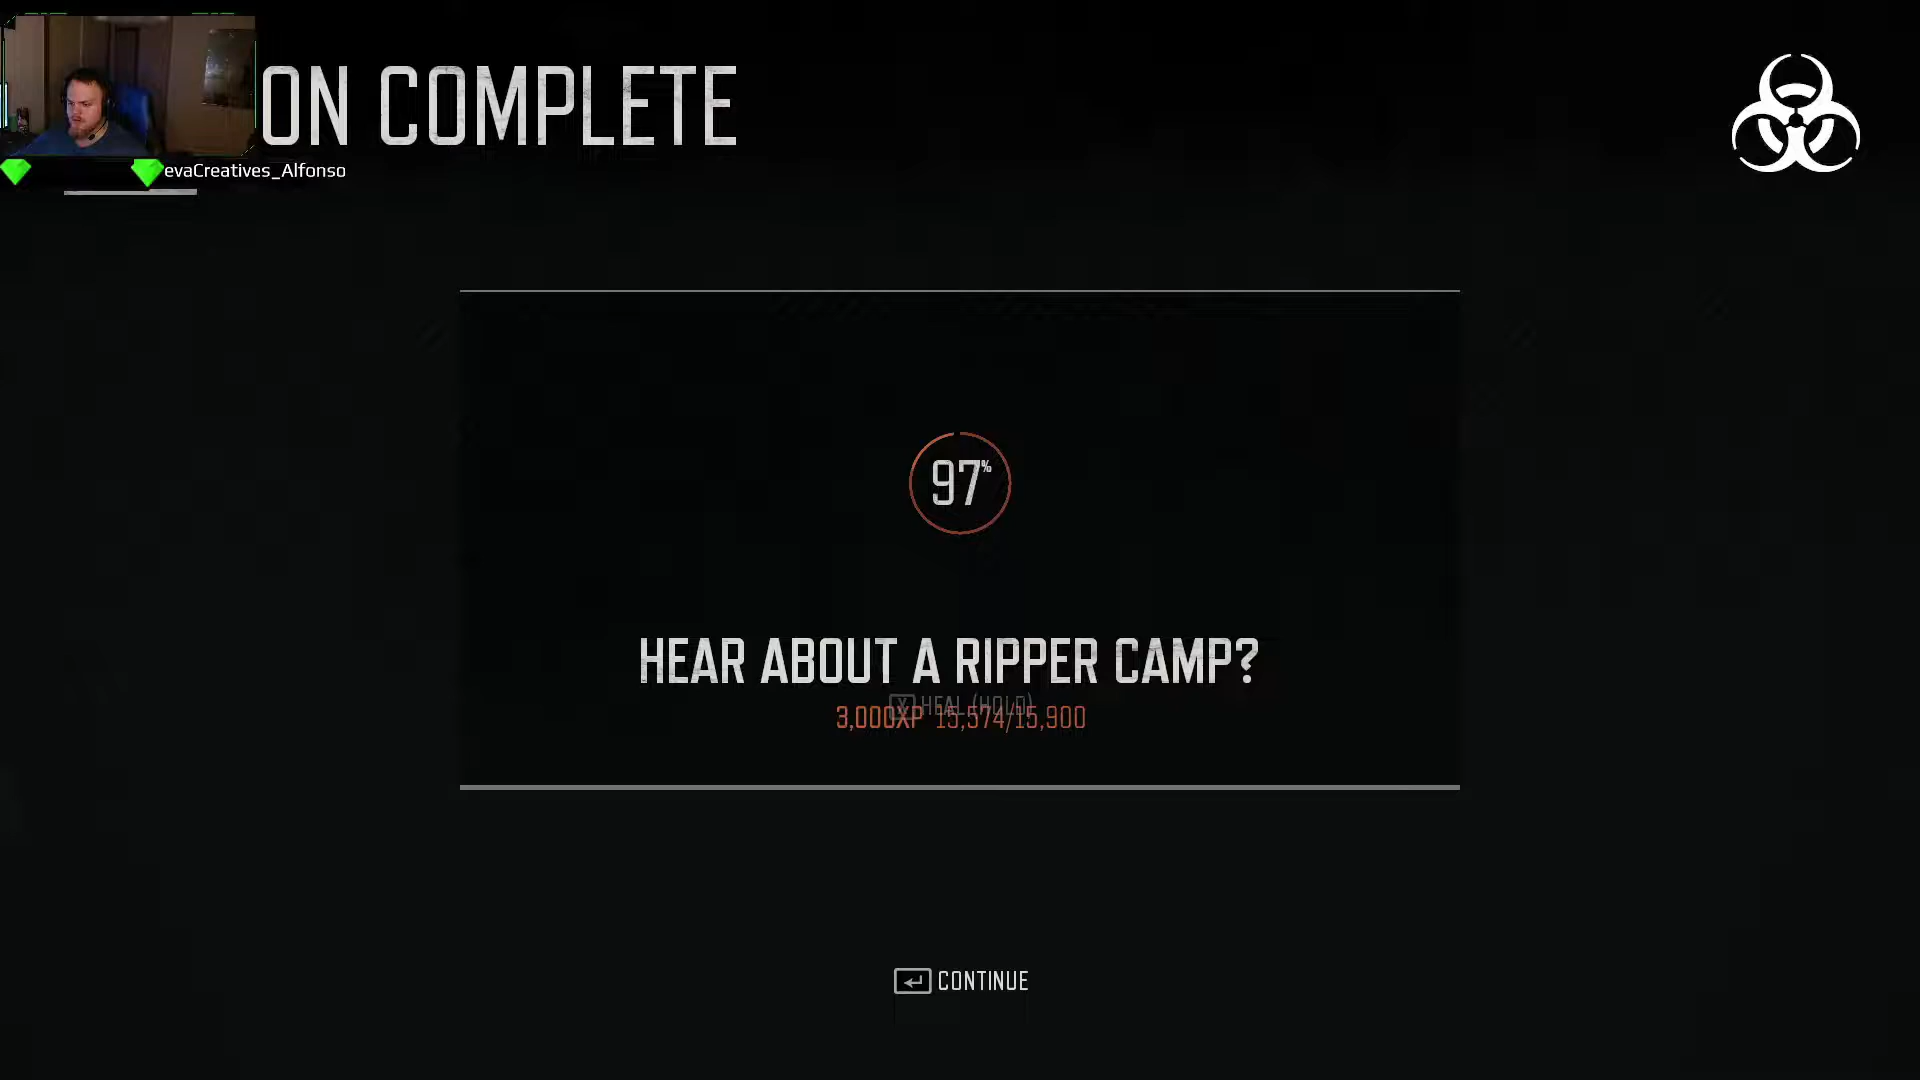 ON COMPLETE
evaCreatives_Alfonso
97%
HEAR ABOUT A RIPPER CAMP?
X HEAL (HOLD)
3,000XP 15,574/15,900
CONTINUE